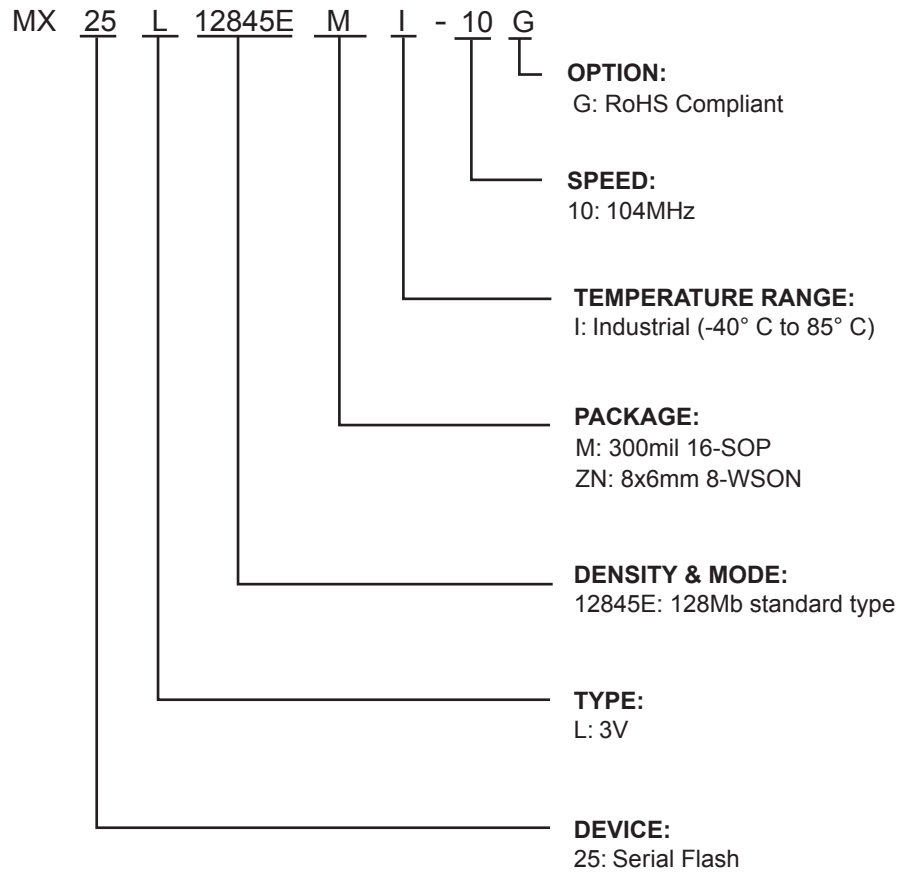 MX 25 L 12845E M I - 10 G
OPTION:
G: RoHS Compliant
SPEED:
10: 104MHz
TEMPERATURE RANGE:
I: Industrial (-40° C to 85° C)
PACKAGE:
M: 300mil 16-SOP
ZN: 8x6mm 8-WSON
DENSITY & MODE:
12845E: 128Mb standard type
TYPE:
L: 3V
DEVICE:
25: Serial Flash